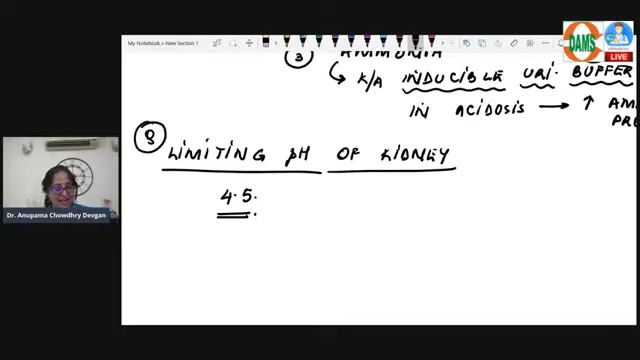 My Notebook > New Section 1
DAMS
LIVE
3 AMMONIA
↳ K/A INDUCIBLE URI. BUFFER
IN ACIDOSIS → ↑ AM
PRE
8 LIMITING pH OF KIDNEY
4.5.
Dr. Anupama Chowdhry Devgan